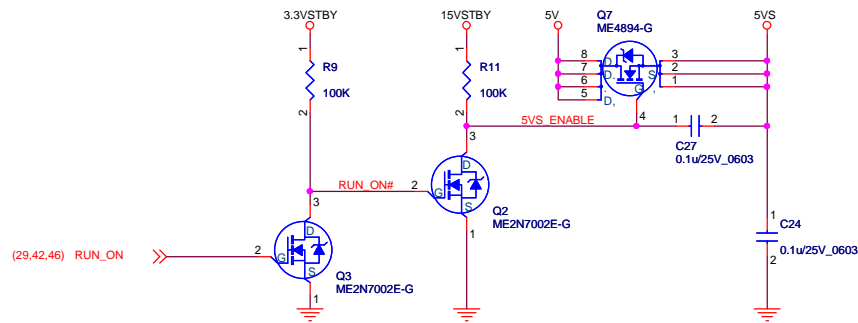 3.3VSTBY
15VSTBY
5V
Q7
ME4894-G
5VS
1
R9
100K
2
1
R11
100K
2
8
7
6
5
D
D
D
S
G
3
2
1
4
5VS_ENABLE
1
2
C27
0.1u/25V_0603
3
D
G
S
RUN_ON#
2
1
Q2
ME2N7002E-G
3
D
G
S
(29,42,46) RUN_ON
2
1
Q3
ME2N7002E-G
1
C24
0.1u/25V_0603
2